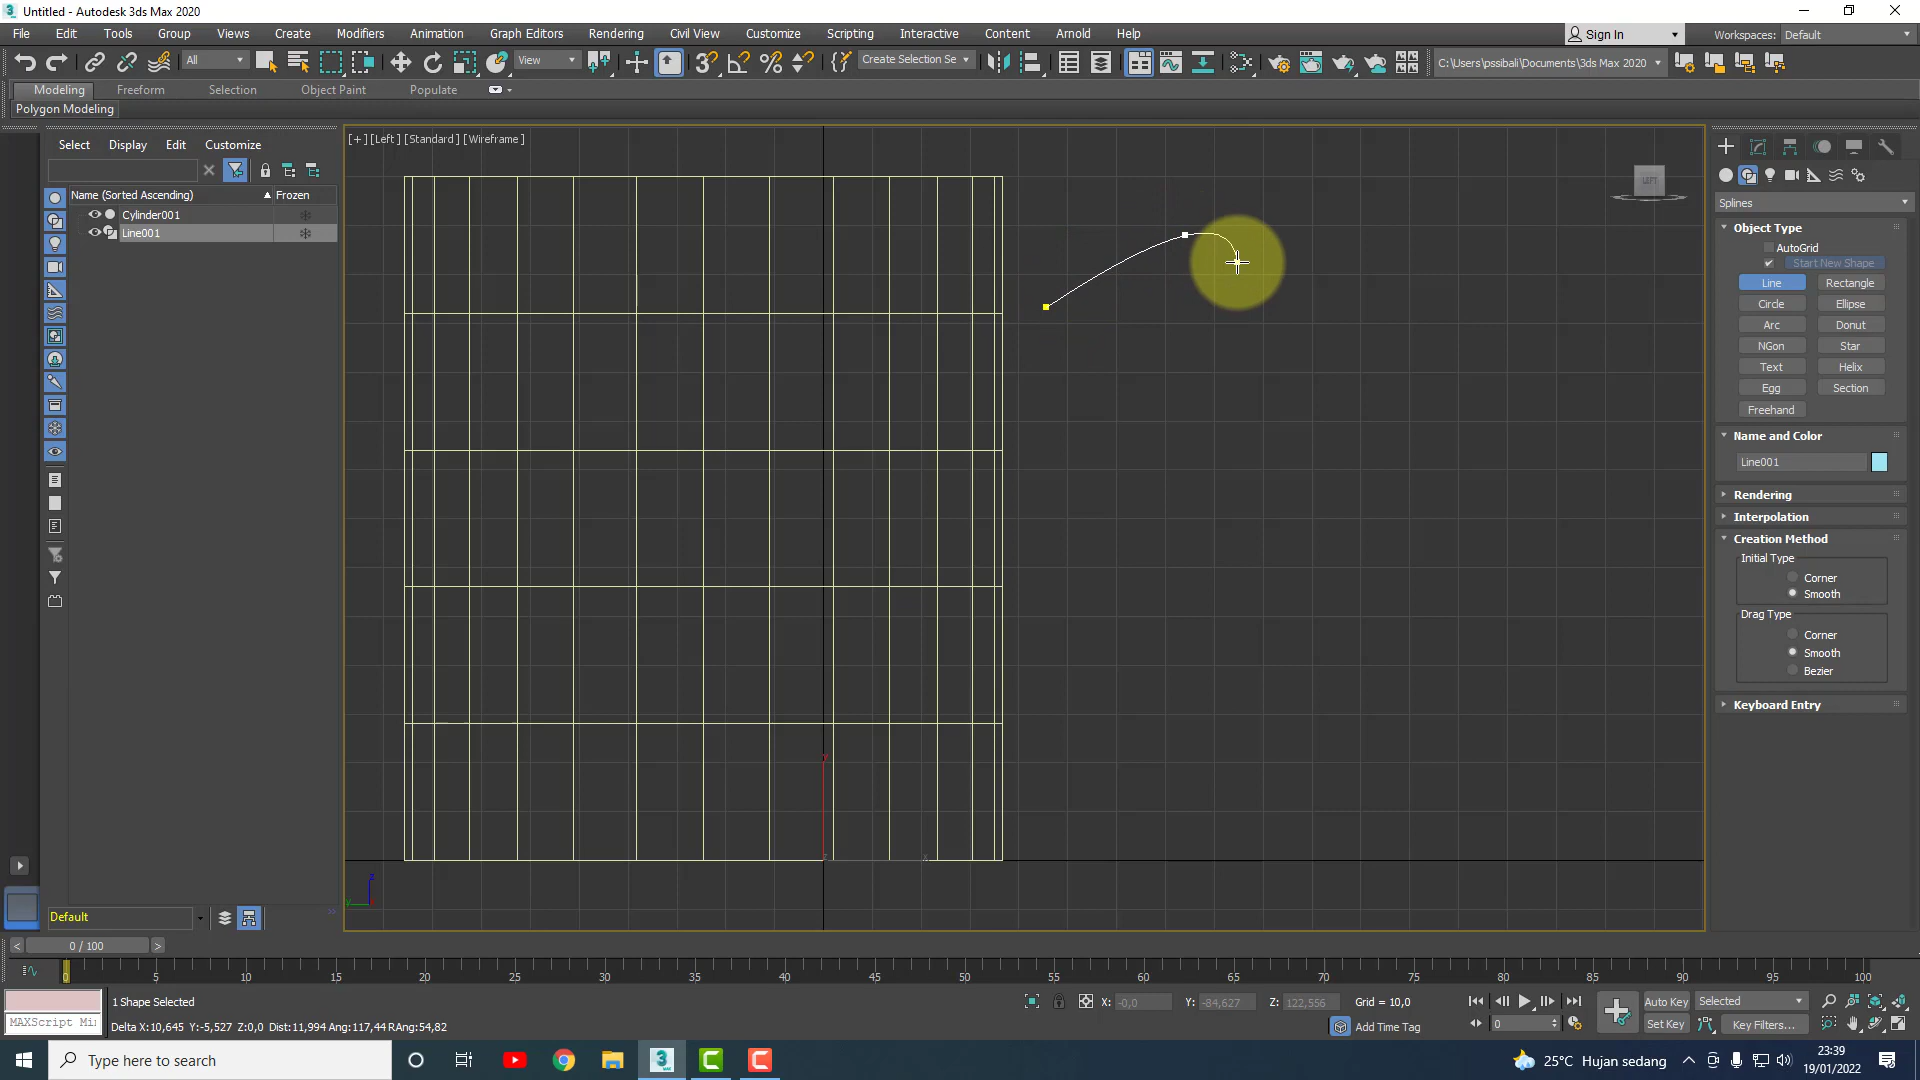 Untitled - Autodesk 3ds Max 2020
File Edit Tools Group Views Create Modifiers Animation Graph Editors Rendering Civil View Customize Scripting Interactive Content Arnold Help
Sign In
Workspaces: Default
All
View
Create Selection Se
C:\Users\pssibali\Documents\3ds Max 2020
Modeling Freeform Selection Object Paint Populate
Polygon Modeling
Select Display Edit Customize
Name (Sorted Ascending) Frozen
Cylinder001
Line001
[+] [Left ] [Standard ] [Wireframe ]
LEFT
Splines
Object Type
AutoGrid
Start New Shape
Line Rectangle
Circle Ellipse
Arc Donut
NGon Star
Text Helix
Egg Section
Freehand
Name and Color
Line001
Rendering
Interpolation
Creation Method
Initial Type
Corner
Smooth
Drag Type
Corner
Smooth
Bezier
Keyboard Entry
Default
0 / 100
0 5 10 15 20 25 30 35 40 45 50 55 60 65 70 75 80 85 90 95 100
1 Shape Selected
X: -0,0 Y: -84,627 Z: 122,556 Grid = 10,0
Auto Key Selected
MAXScript Mi
Delta X:10,645 Y:-5,527 Z:0,0 Dist:11,994 Ang:117,44 RAng:54,82
Add Time Tag
0
Set Key Key Filters...
Type here to search
25°C Hujan sedang
23:39
19/01/2022